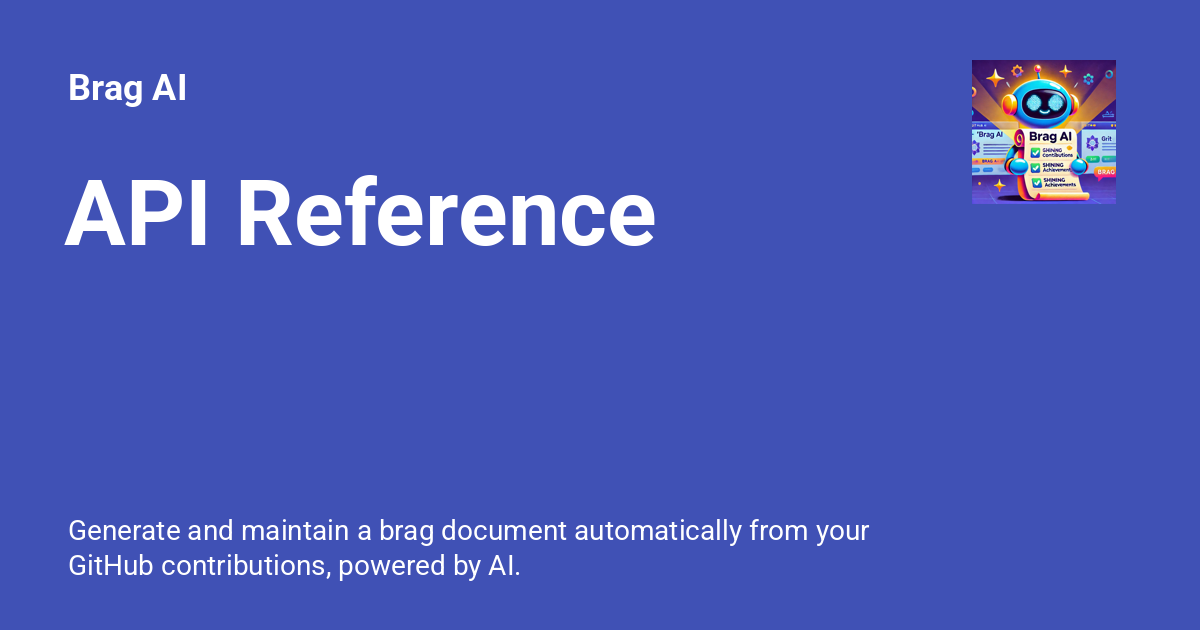 Brag AI
API Reference
Generate and maintain a brag document automatically from your
GitHub contributions, powered by AI.
Brag AI
SHINING
Contributions
SHINING
Achievement
SHINING
Achievements
'Brag AI
Grit
BRAG